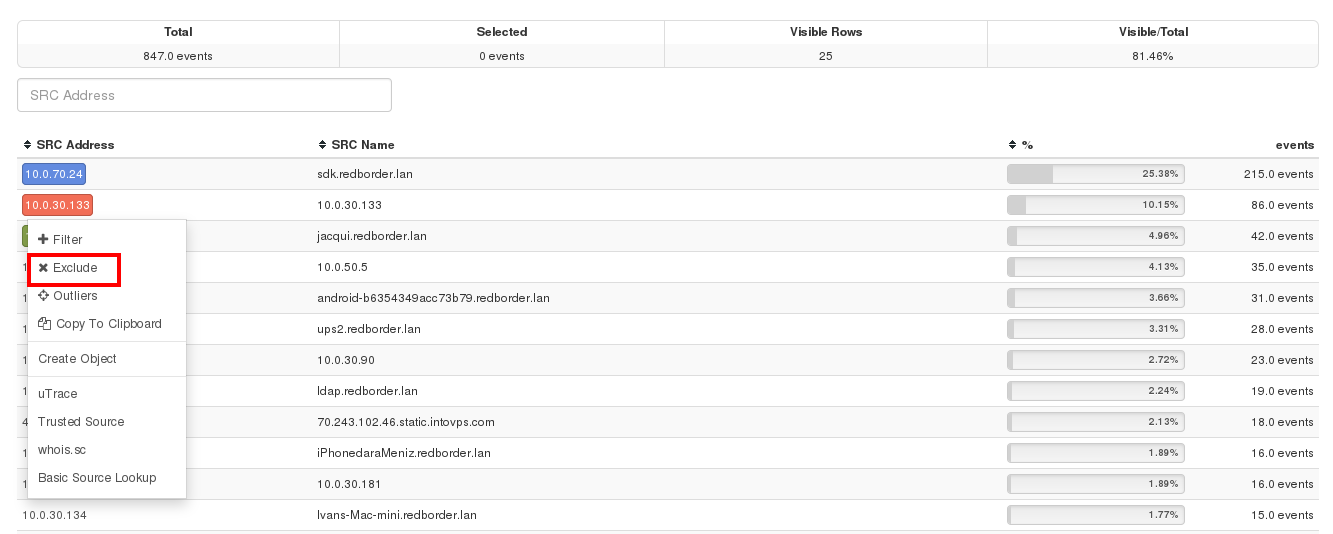 Total Selected Visible Rows Visible/Total
847.0 events 0 events 25 81.46%
SRC Address
SRC Address SRC Name % events
10.0.70.24 sdk.redborder.lan 25.38% 215.0 events
10.0.30.133 10.0.30.133 10.15% 86.0 events
jacqui.redborder.lan 4.96% 42.0 events
Filter
10.0.50.5 4.13% 35.0 events
Exclude
android-b6354349acc73b79.redborder.lan 3.66% 31.0 events
Outliers
ups2.redborder.lan 3.31% 28.0 events
Copy To Clipboard
10.0.30.90 2.72% 23.0 events
Create Object
ldap.redborder.lan 2.24% 19.0 events
uTrace
70.243.102.46.static.intovps.com 2.13% 18.0 events
Trusted Source
iPhonedaraMeniz.redborder.lan 1.89% 16.0 events
whois.sc
10.0.30.181 1.89% 16.0 events
Basic Source Lookup
10.0.30.134 Ivans-Mac-mini.redborder.lan 1.77% 15.0 events